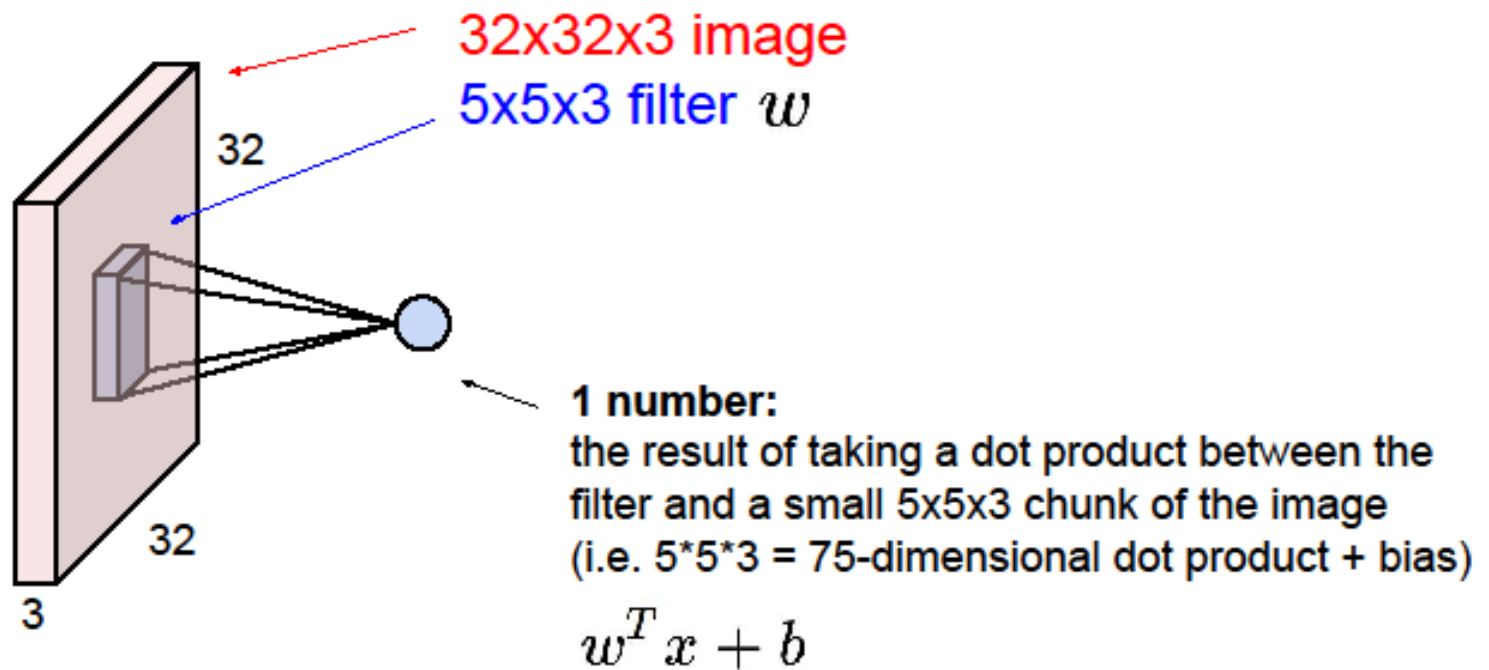 32x32x3 image
5x5x3 filter w
32
1 number:
the result of taking a dot product between the
filter and a small 5x5x3 chunk of the image
32
(i.e. 5*5*3 = 75-dimensional dot product + bias)
3
w^T x + b